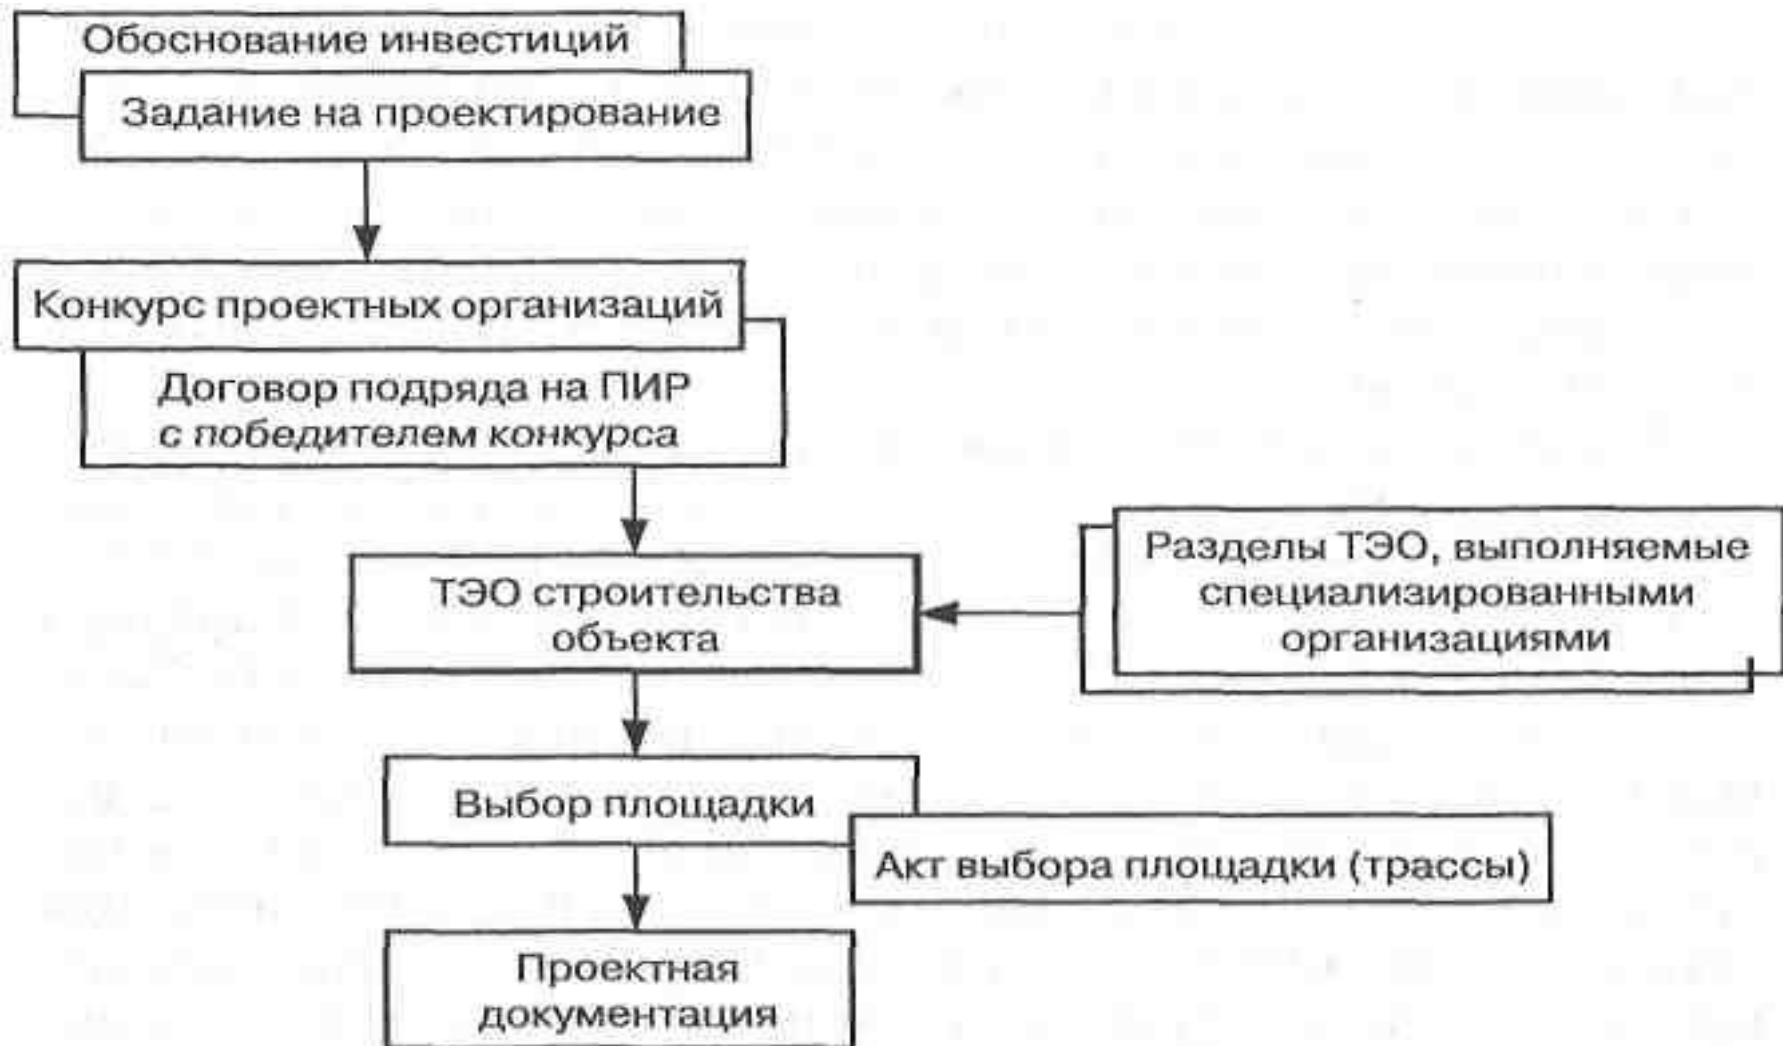 Обоснование инвестиций
Задание на проектирование
Конкурс проектных организаций
Договор подряда на ПИР
с победителем конкурса
ТЭО строительства
объекта
Разделы ТЭО, выполняемые
специализированными
организациями
Выбор площадки
Акт выбора площадки (трассы)
Проектная
документация